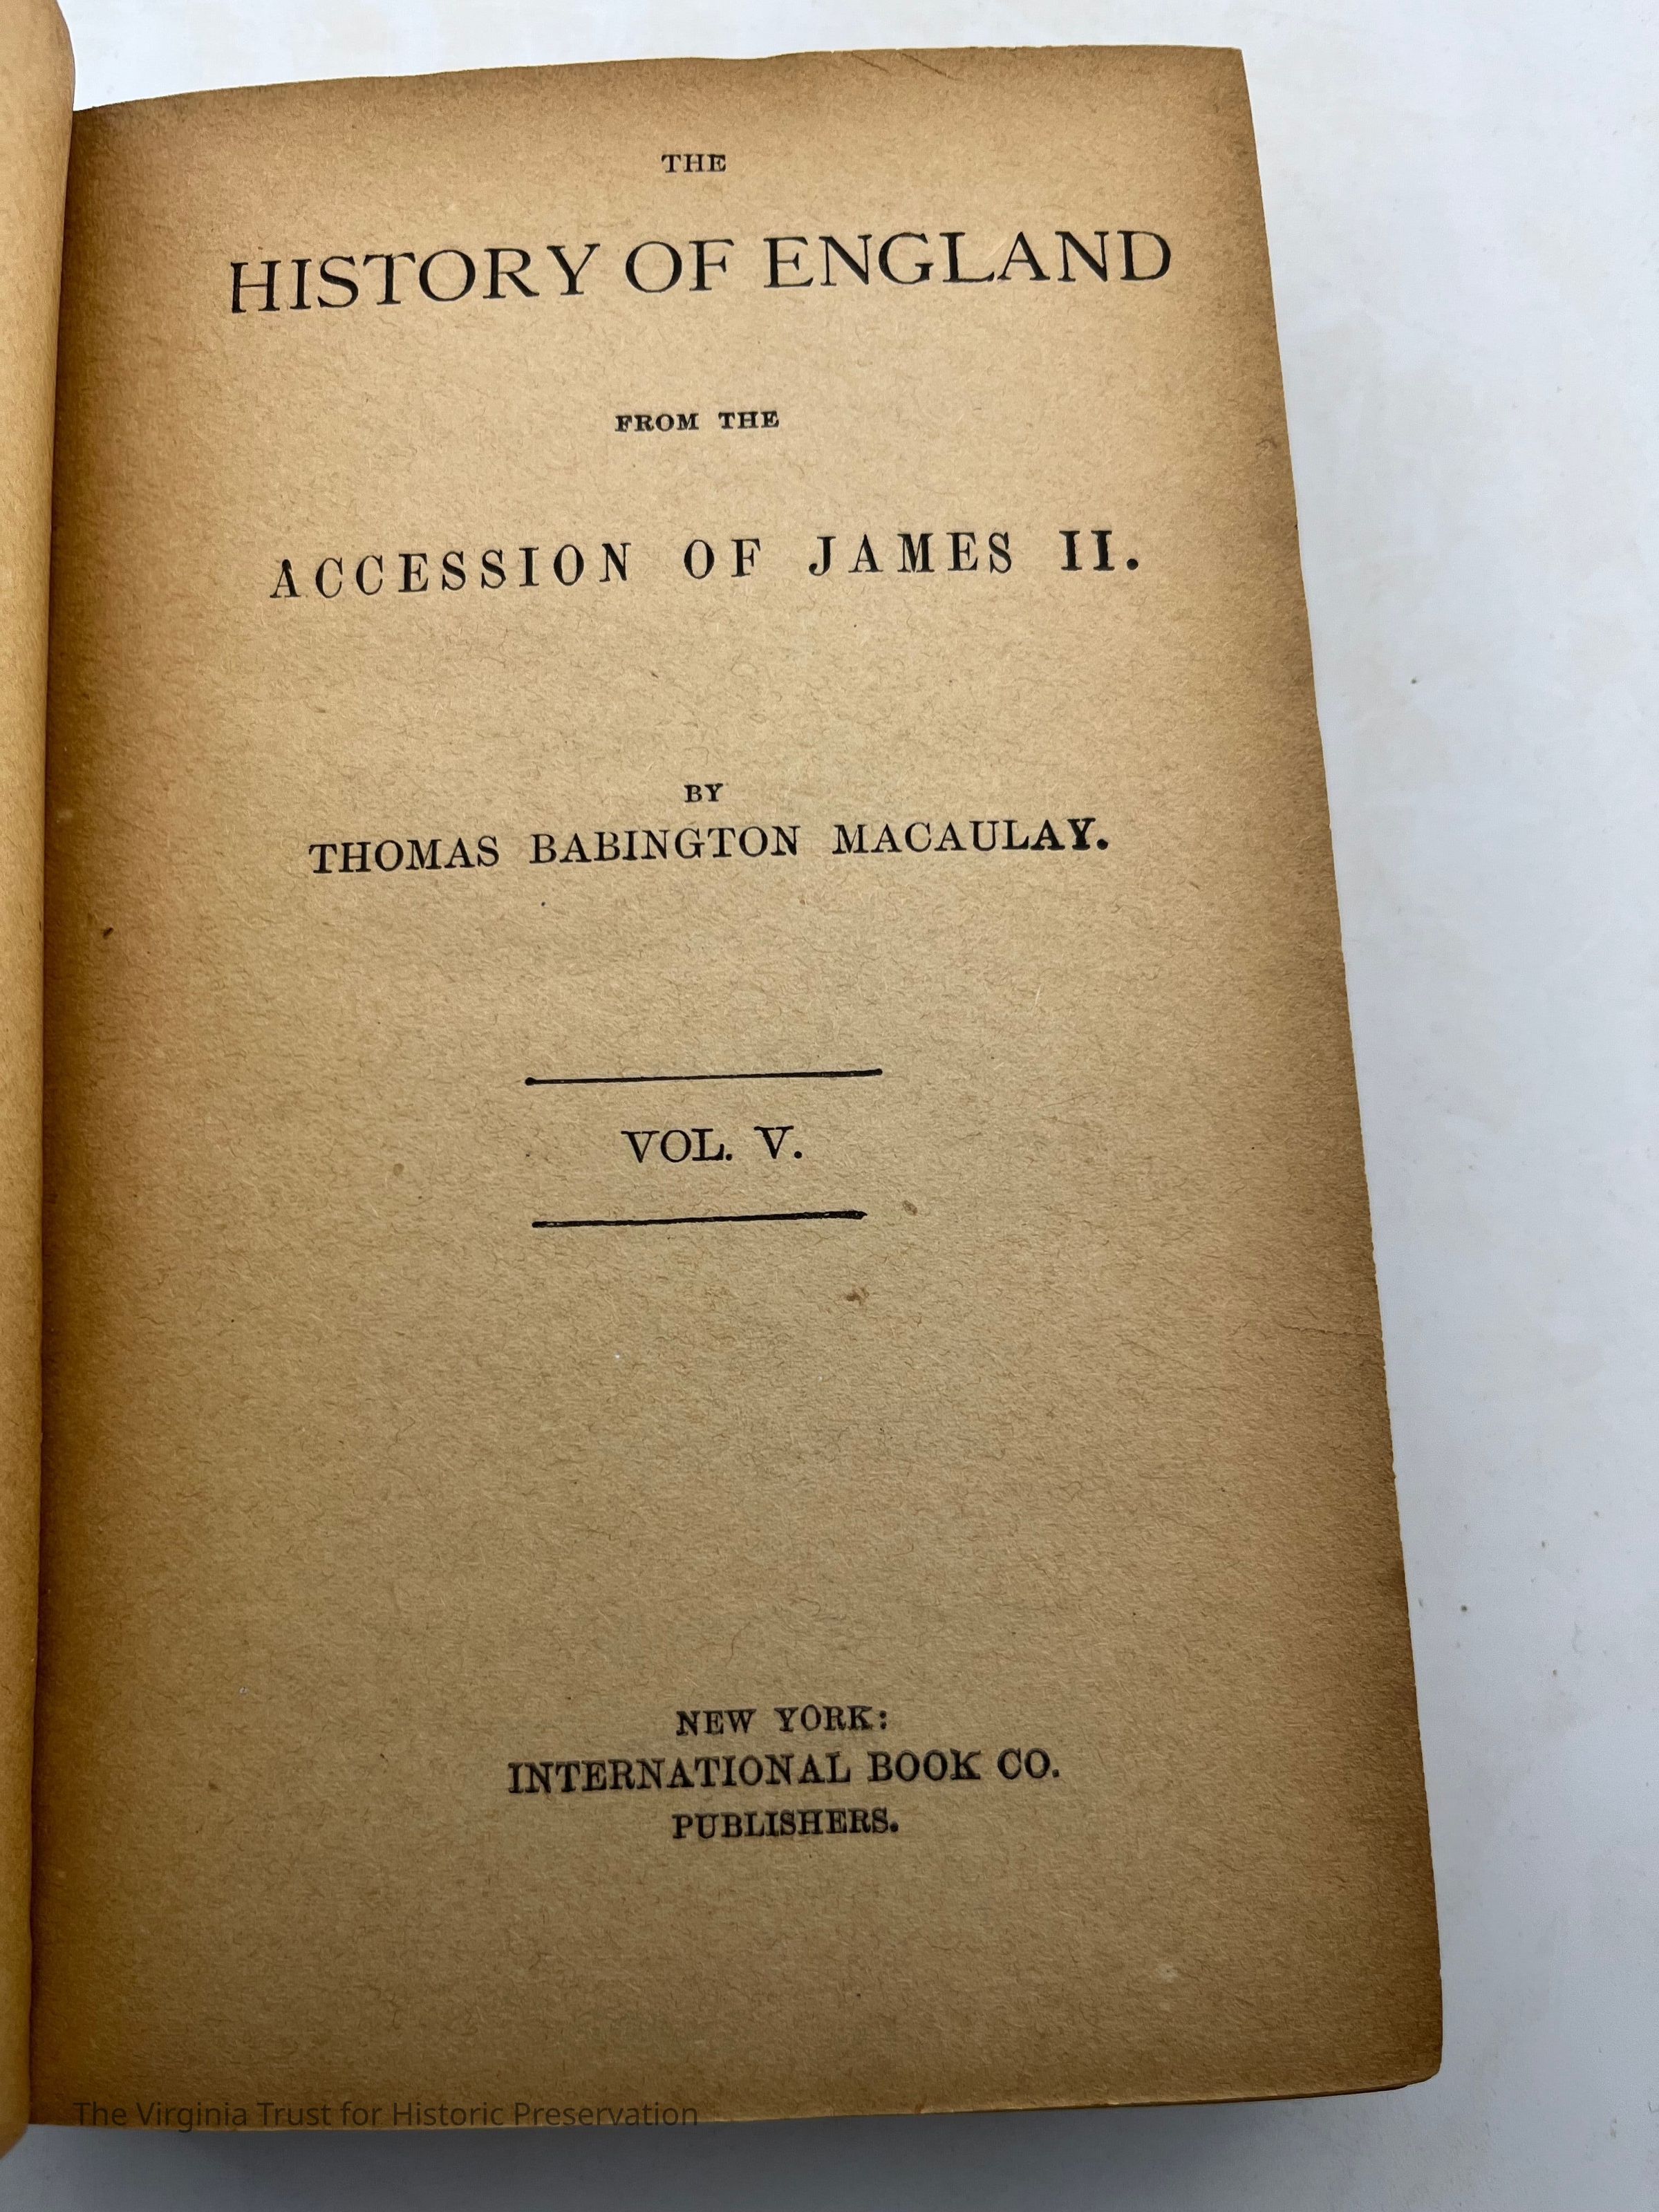 THE
HISTORY OF ENGLAND
FROM THE
ACCESSION OF JAMES II.
BY
THOMAS BABINGTON MACAULAY.
VOL. V.
NEW YORK:
INTERNATIONAL BOOK CO.
PUBLISHERS.
The Virginia Trust for Historic Preservation